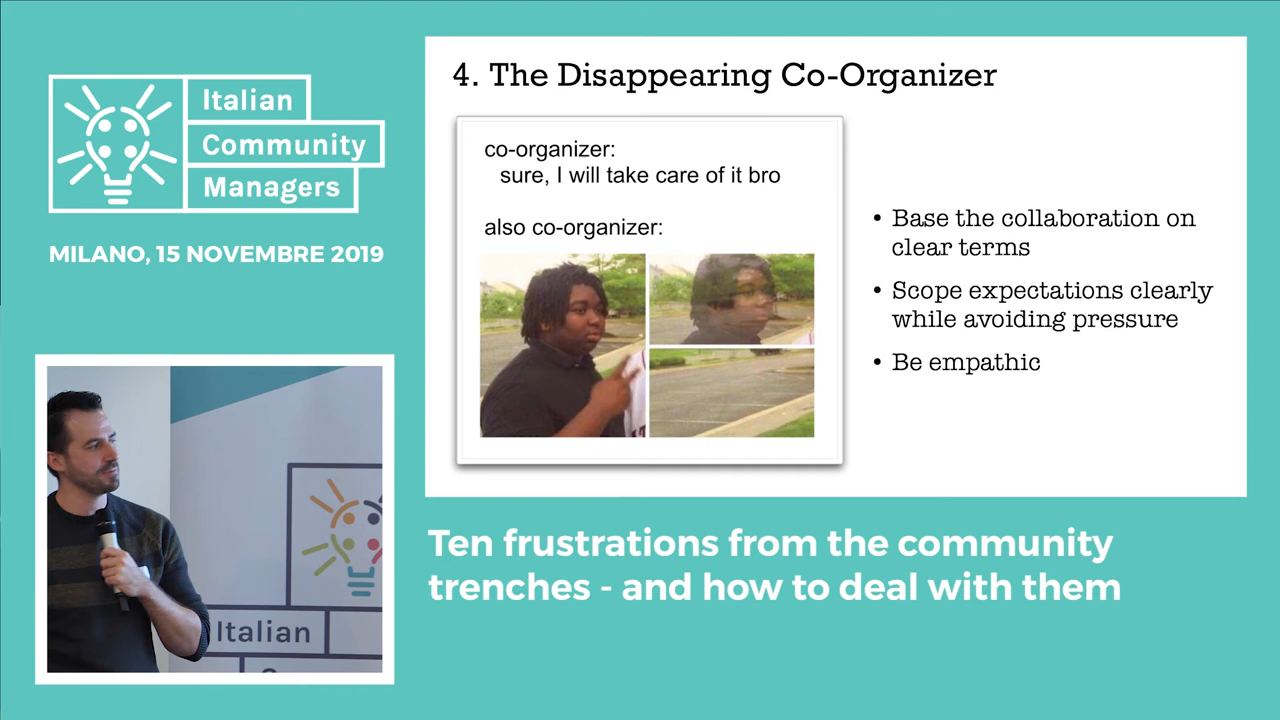 Italian
Community
Managers
MILANO, 15 NOVEMBRE 2019
4. The Disappearing Co-Organizer
co-organizer:
sure, I will take care of it bro
also co-organizer:
• Base the collaboration on
clear terms
• Scope expectations clearly
while avoiding pressure
• Be empathic
Ten frustrations from the community
trenches - and how to deal with them
Italian